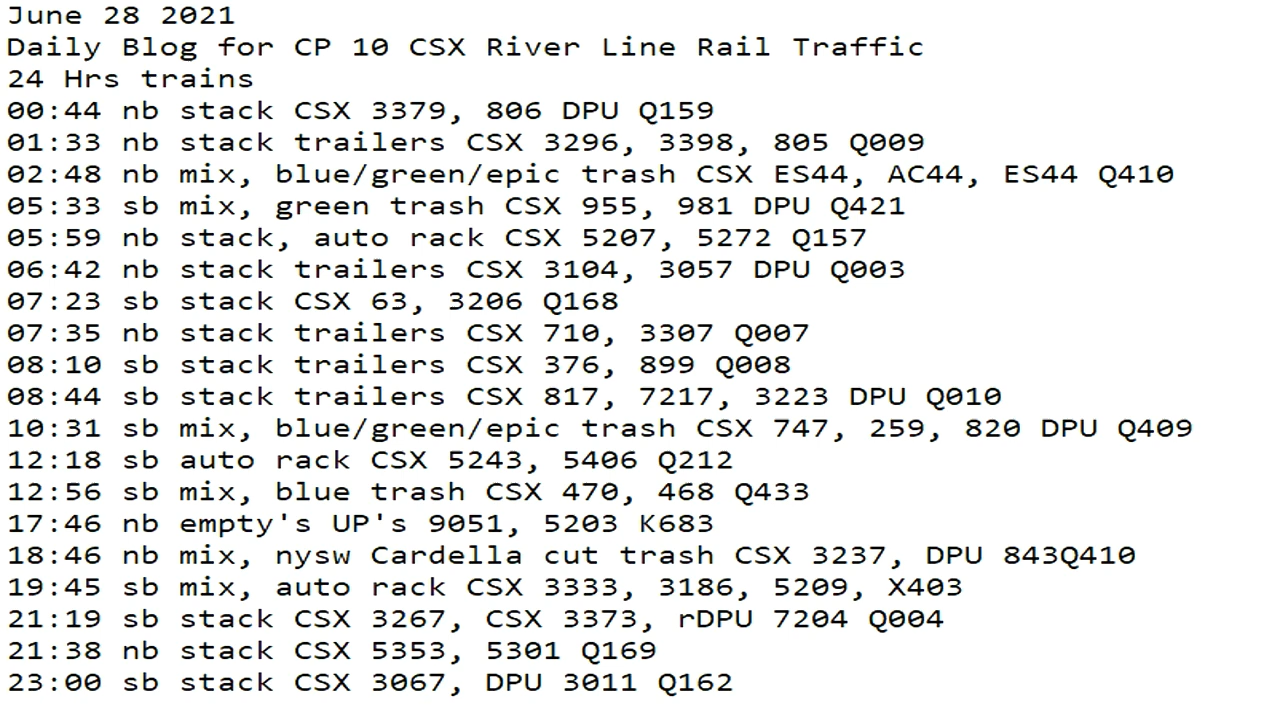 June 28 2021
Daily Blog for CP 10 CSX River Line Rail Traffic
24 Hrs trains
00:44 nb stack CSX 3379, 806 DPU Q159
01:33 nb stack trailers CSX 3296, 3398, 805 Q009
02:48 nb mix, blue/green/epic trash CSX ES44, AC44, ES44 Q410
05:33 sb mix, green trash CSX 955, 981 DPU Q421
05:59 nb stack, auto rack CSX 5207, 5272 Q157
06:42 nb stack trailers CSX 3104, 3057 DPU Q003
07:23 sb stack CSX 63, 3206 Q168
07:35 nb stack trailers CSX 710, 3307 Q007
08:10 sb stack trailers CSX 376, 899 Q008
08:44 sb stack trailers CSX 817, 7217, 3223 DPU Q010
10:31 sb mix, blue/green/epic trash CSX 747, 259, 820 DPU Q409
12:18 sb auto rack CSX 5243, 5406 Q212
12:56 sb mix, blue trash CSX 470, 468 Q433
17:46 nb empty's UP's 9051, 5203 K683
18:46 nb mix, nysw Cardella cut trash CSX 3237, DPU 843Q410
19:45 sb mix, auto rack CSX 3333, 3186, 5209, X403
21:19 sb stack CSX 3267, CSX 3373, rDPU 7204 Q004
21:38 nb stack CSX 5353, 5301 Q169
23:00 sb stack CSX 3067, DPU 3011 Q162